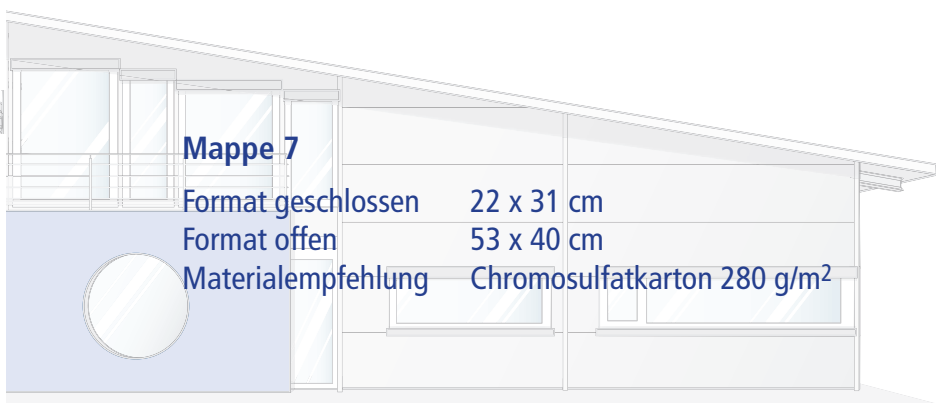 Mappe 7
Format geschlossen 22 x 31 cm
Format offen 53 x 40 cm
Materialempfehlung Chromosulfatkarton 280 g/m²